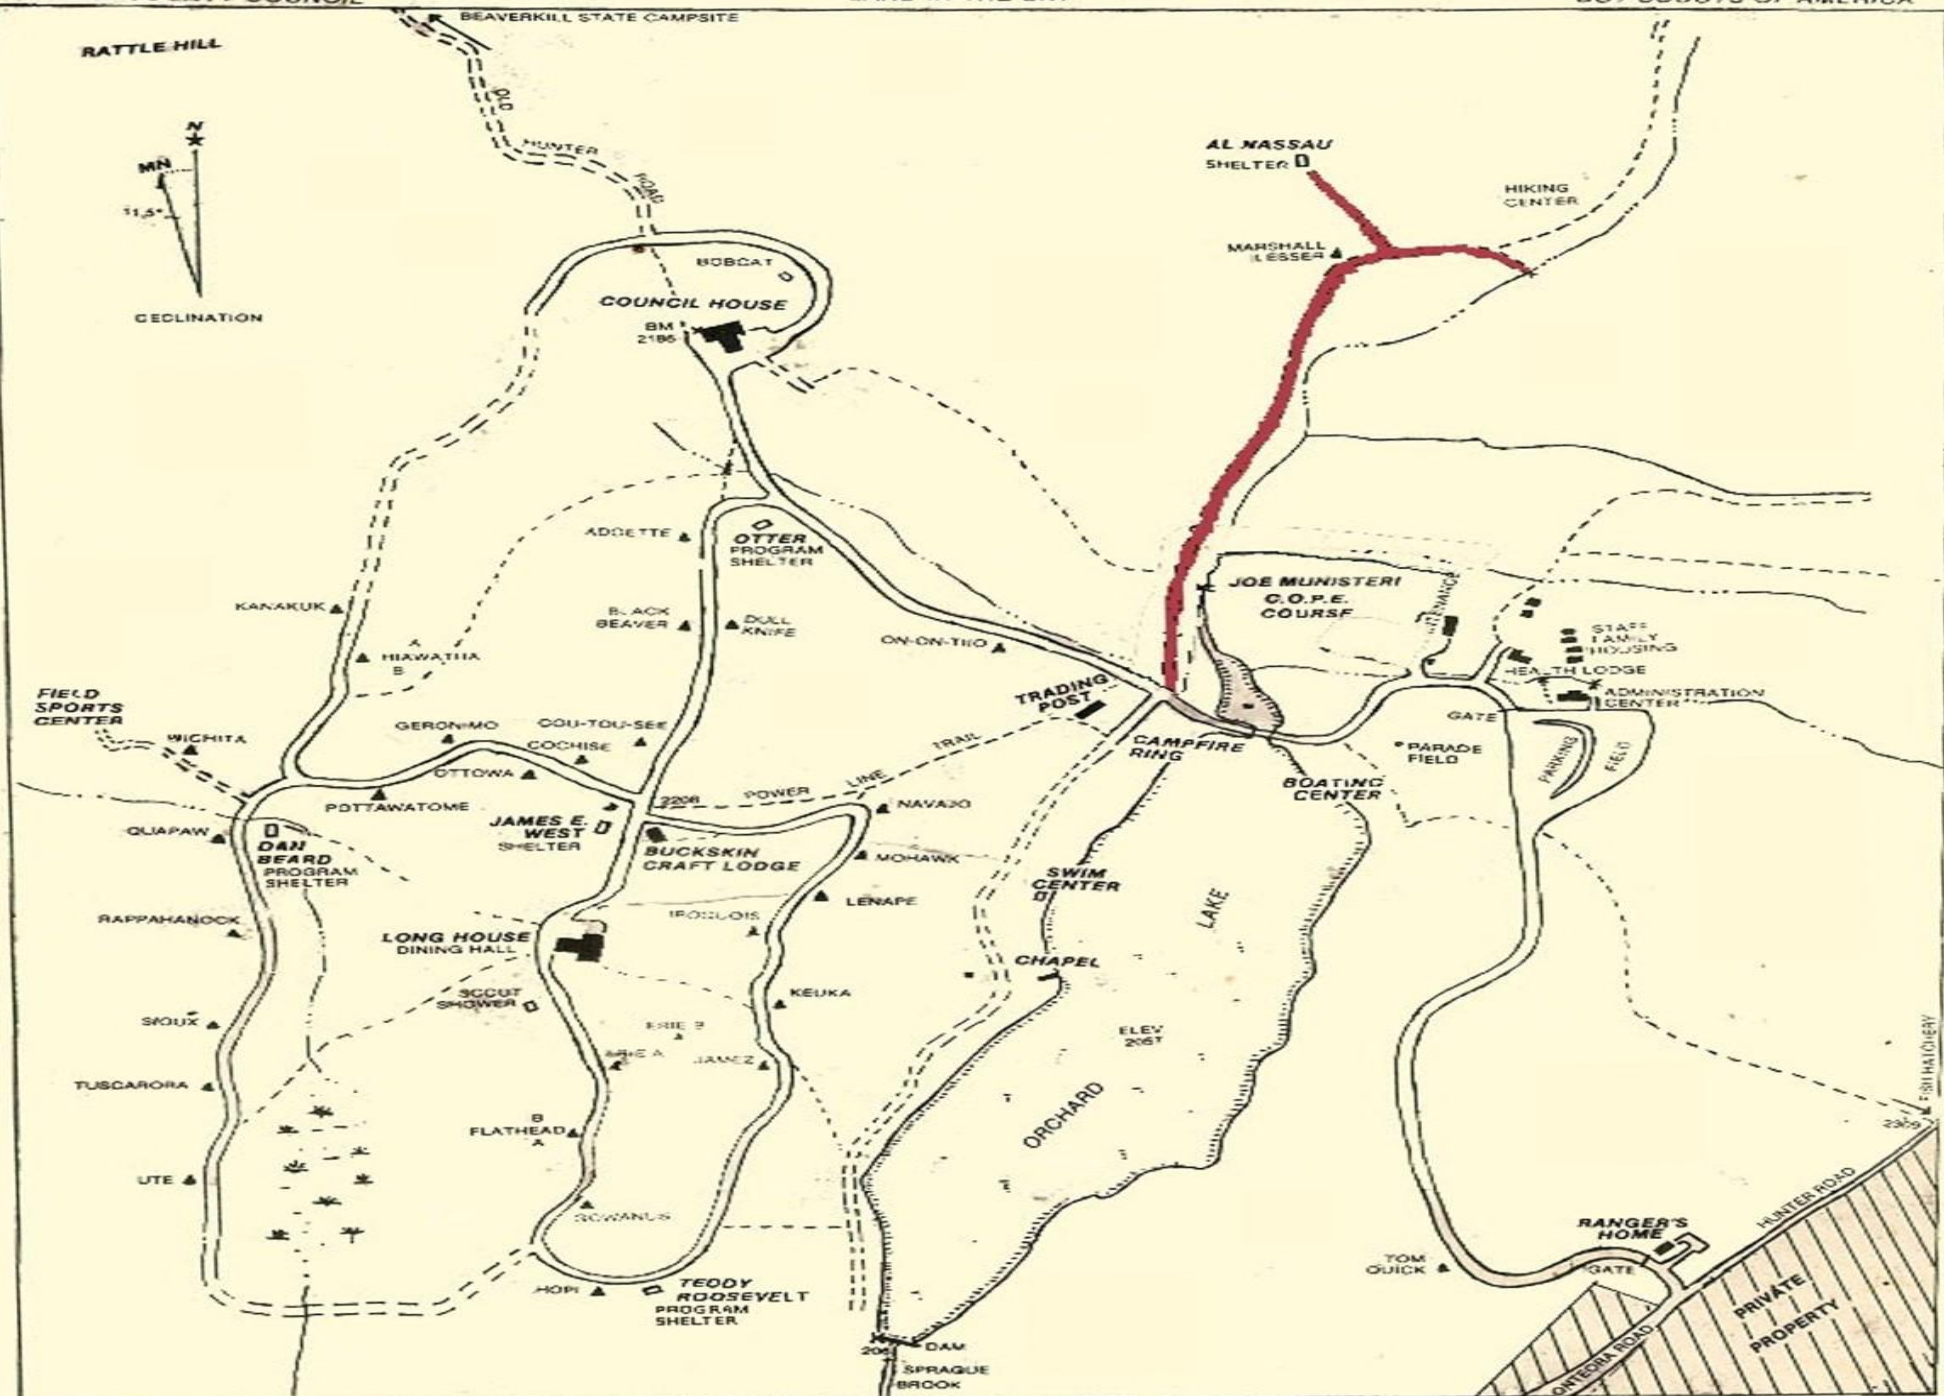 BEAVERKILL STATE CAMPSITE
RATTLE HILL
OLD
HUNTER
ROAD
N
MN
11.5°
DECLINATION
AL NASSAU
SHELTER
HIKING
CENTER
MARSHALL
LESSER
BOBCAT
COUNCIL HOUSE
BM
2186
ADOETTE
OTTER
PROGRAM
SHELTER
JOE MUNISTERI
C.O.P.E.
COURSE
KANAKUK
BLACK
BEAVER
DULL
KNIFE
ON-ON-TIIO
A
HIAWATHA
B
STAFF
FAMILY
HOUSING
HEALTH LODGE
ADMINISTRATION
CENTER
FIELD
SPORTS
CENTER
TRADING
POST
GATE
WICHITA
GERONIMO
COU-TOU-SEE
COCHISE
OTTOWA
CAMPFIRE
RING
PARADE
FIELD
PARKING
FIELD
POTTAWATOME
2208
POWER
LINE
TRAIL
NAVAJO
BOATING
CENTER
QUAPAW
DAN
BEARD
PROGRAM
SHELTER
JAMES E.
WEST
SHELTER
BUCKSKIN
CRAFT LODGE
MOHAWK
SWIM
CENTER
LENAPE
LAKE
RAPPAHANOCK
IROQUOIS
LONG HOUSE
DINING HALL
CHAPEL
SCOUT
SHOWER
KEUKA
SIOUX
ERIE B
ERIE A
JAMEZ
ELEV
2057
FISH HATCHERY
TUSCARORA
ORCHARD
B
FLATHEAD
A
2309
UTE
GOWANUS
HUNTER ROAD
RANGER'S
HOME
TOM
QUICK
GATE
HOPI
TEDDY
ROOSEVELT
PROGRAM
SHELTER
PRIVATE
PROPERTY
DAM
SPRAGUE
BROOK
ONTEORA ROAD